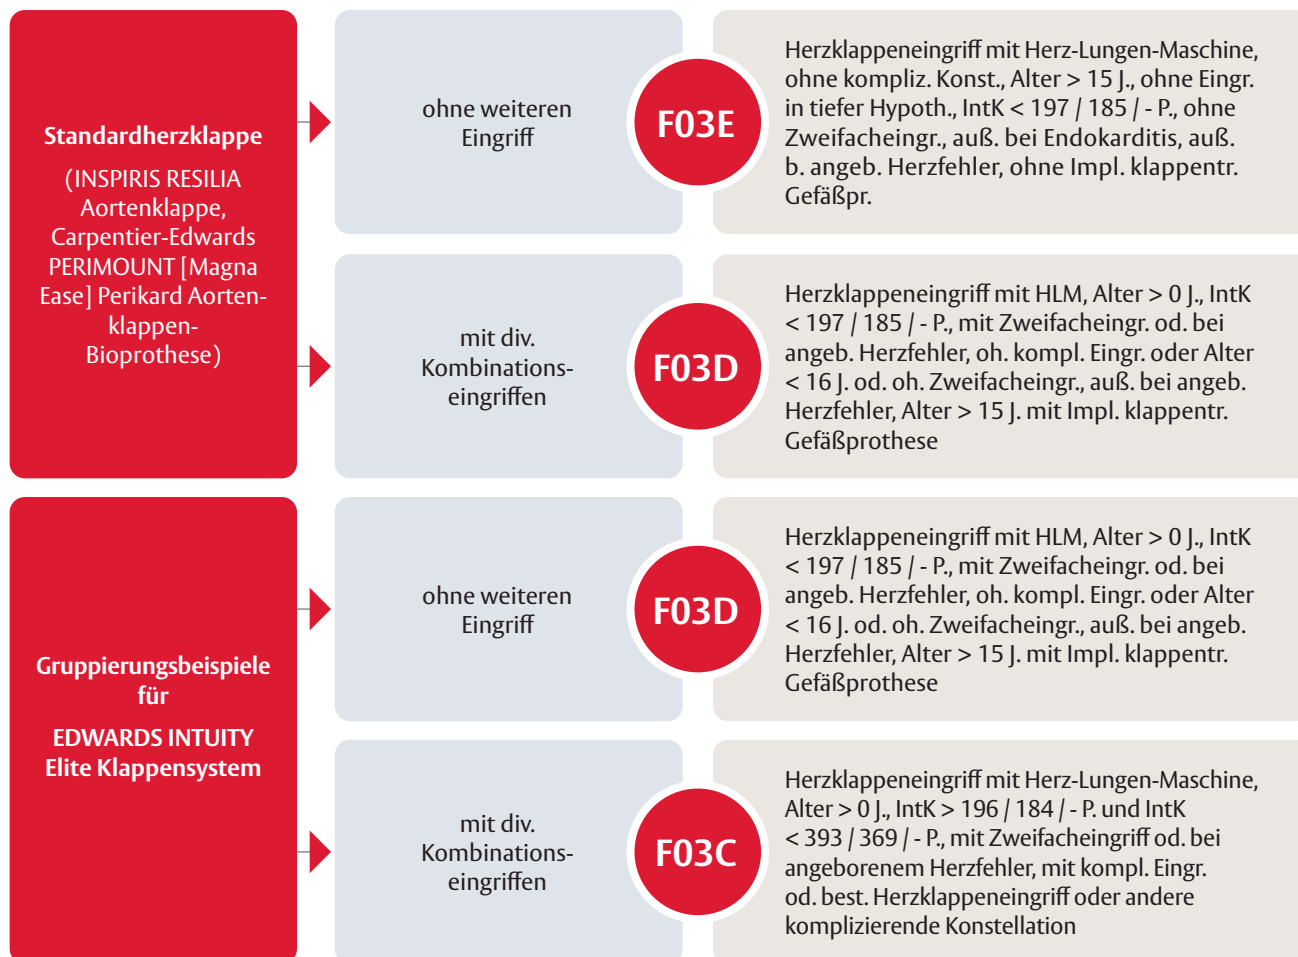 Standardherzklappe
(INSPIRIS RESILIA
Aortenklappe,
Carpentier-Edwards
PERIMOUNT [Magna
Ease] Perikard Aorten-
klappen-
Bioprothese)
ohne weiteren
Eingriff
F03E
Herzklappeneingriff mit Herz-Lungen-Maschine,
ohne kompliz. Konst., Alter > 15 J., ohne Eingr.
in tiefer Hypoth., IntK < 197 / 185 / - P., ohne
Zweifacheingr., auß. bei Endokarditis, auß.
b. angeb. Herzfehler, ohne Impl. klappentr.
Gefäßpr.
mit div.
Kombinations-
eingriffen
F03D
Herzklappeneingriff mit HLM, Alter > 0 J., IntK
< 197 / 185 / - P., mit Zweifacheingr. od. bei
angeb. Herzfehler, oh. kompl. Eingr. oder Alter
< 16 J. od. oh. Zweifacheingr., auß. bei angeb.
Herzfehler, Alter > 15 J. mit Impl. klappentr.
Gefäßprothese
Gruppierungsbeispiele
für
EDWARDS INTUITY
Elite Klappensystem
ohne weiteren
Eingriff
F03D
Herzklappeneingriff mit HLM, Alter > 0 J., IntK
< 197 / 185 / - P., mit Zweifacheingr. od. bei
angeb. Herzfehler, oh. kompl. Eingr. oder Alter
< 16 J. od. oh. Zweifacheingr., auß. bei angeb.
Herzfehler, Alter > 15 J. mit Impl. klappentr.
Gefäßprothese
mit div.
Kombinations-
eingriffen
F03C
Herzklappeneingriff mit Herz-Lungen-Maschine,
Alter > 0 J., IntK > 196 / 184 / - P. und IntK
< 393 / 369 / - P., mit Zweifacheingriff od. bei
angeborenem Herzfehler, mit kompl. Eingr.
od. best. Herzklappeneingriff oder andere
komplizierende Konstellation